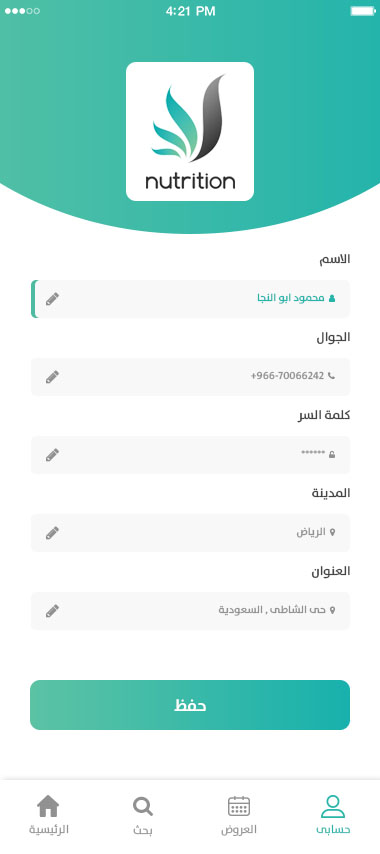 4:21 PM
nutrition
الاسم
محمود ابو النجا
الجوال
+966-70066242
كلمة السر
******
المدينة
الرياض
العنوان
حى الشاطى , السعودية
حفظ
حسابى
العروض
بحث
الرئيسية